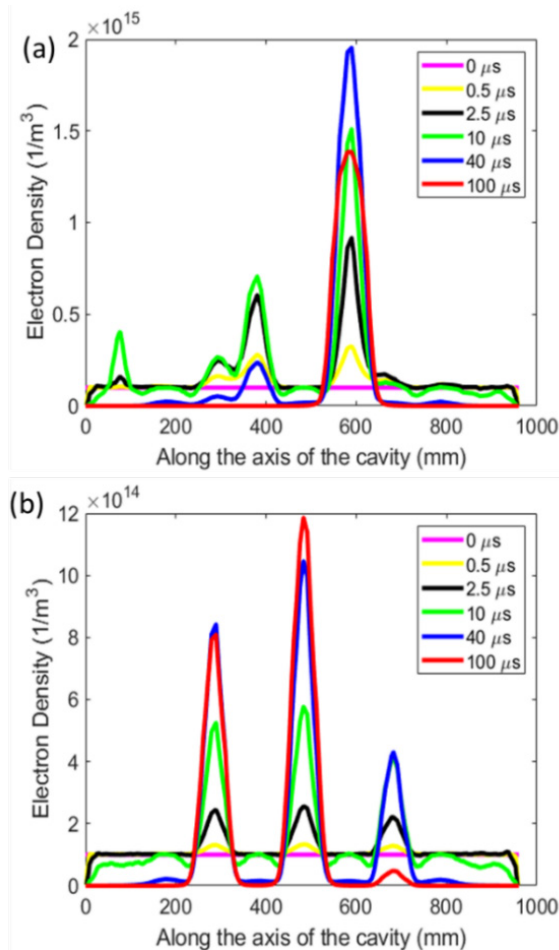 (a)
×10^15
2
1.5
1
0.5
0
Electron Density (1/m^3)
0 μs
0.5 μs
2.5 μs
10 μs
40 μs
100 μs
0 200 400 600 800 1000
Along the axis of the cavity (mm)
(b)
×10^14
12
10
8
6
4
2
0
Electron Density (1/m^3)
0 μs
0.5 μs
2.5 μs
10 μs
40 μs
100 μs
0 200 400 600 800 1000
Along the axis of the cavity (mm)